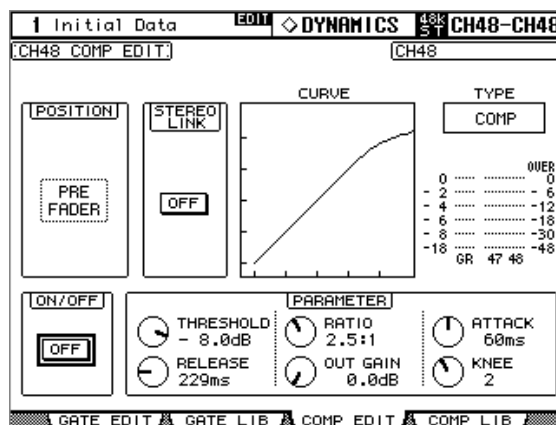 1 Initial Data EDIT ◇DYNAMICS 48K ST CH48-CH48
CH48 COMP EDIT
CH48
POSITION
PRE
FADER
STEREO
LINK
OFF
CURVE
TYPE
COMP
OVER
0 0
- 2 - 6
- 4 -12
- 6 -18
- 8 -30
-18 -48
GR 47 48
ON/OFF
OFF
PARAMETER
THRESHOLD
- 8.0dB
RATIO
2.5:1
ATTACK
60ms
RELEASE
229ms
OUT GAIN
0.0dB
KNEE
2
GATE EDIT GATE LIB COMP EDIT COMP LIB